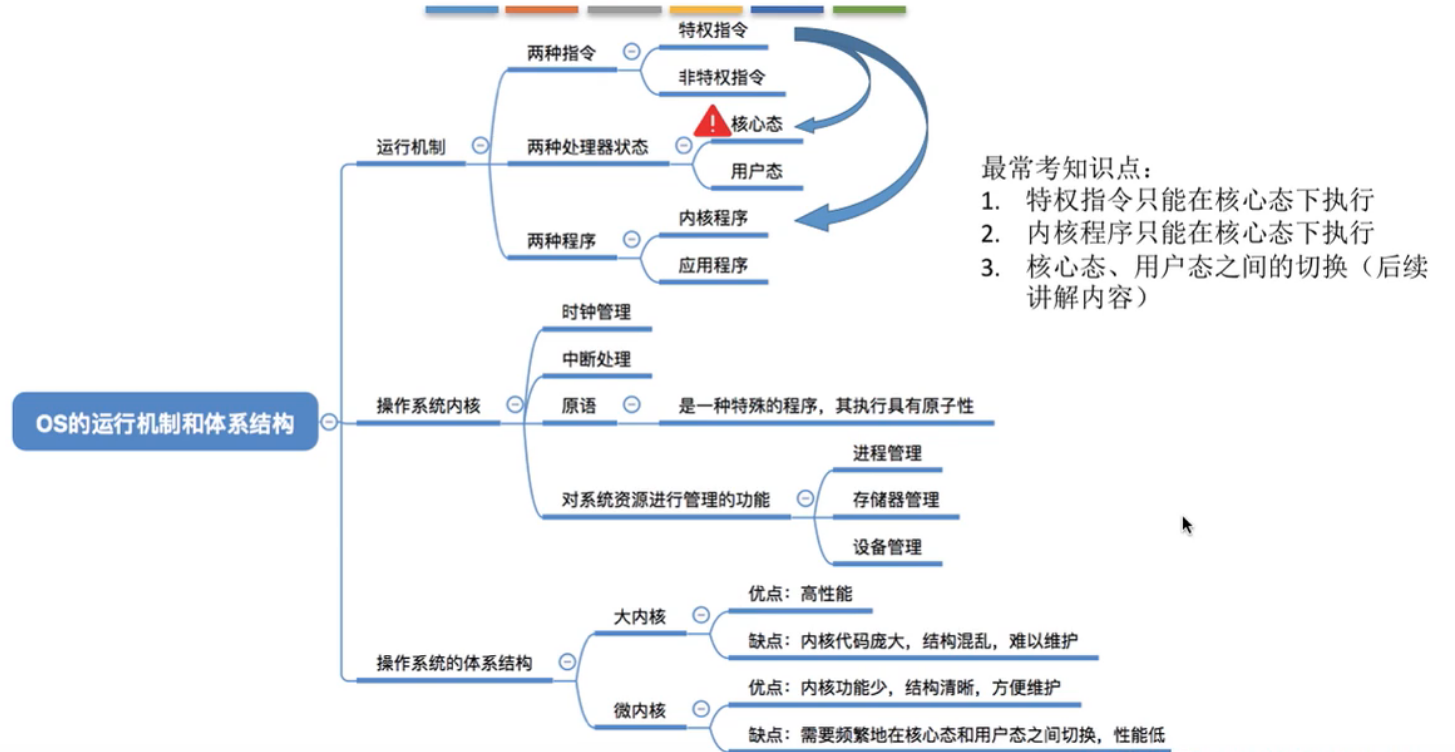 OS的运行机制和体系结构
运行机制
两种指令
特权指令
非特权指令
两种处理器状态
核心态
用户态
两种程序
内核程序
应用程序
操作系统内核
时钟管理
中断处理
原语
是一种特殊的程序，其执行具有原子性
对系统资源进行管理的功能
进程管理
存储器管理
设备管理
操作系统的体系结构
大内核
优点：高性能
缺点：内核代码庞大，结构混乱，难以维护
微内核
优点：内核功能少，结构清晰，方便维护
缺点：需要频繁地在核心态和用户态之间切换，性能低
最常考知识点：
1. 特权指令只能在核心态下执行
2. 内核程序只能在核心态下执行
3. 核心态、用户态之间的切换（后续
讲解内容）